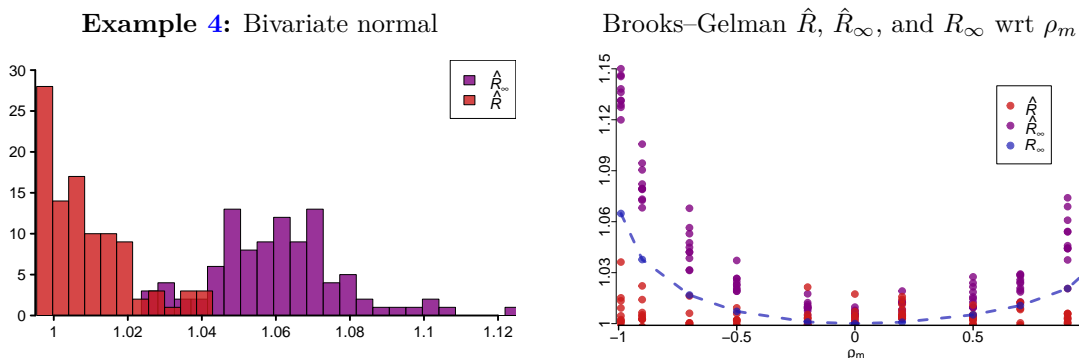 Example 4: Bivariate normal
30
25
20
15
10
5
0
1 1.02 1.04 1.06 1.08 1.1 1.12
R̂∞
R̂
Brooks–Gelman R̂, R̂∞, and R∞ wrt ρm
1.15
1.12
1.09
1.06
1.03
1
−1 −0.5 0 0.5
ρm
R̂
R̂∞
R∞